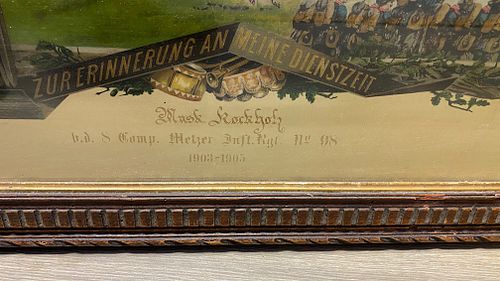 ZUR ERINNERUNG AN MEINE DIENSTZEIT
Musk. Kockholz
b.d. 8 Comp. Metzer Inft. Rgt. No 98
1903-1905